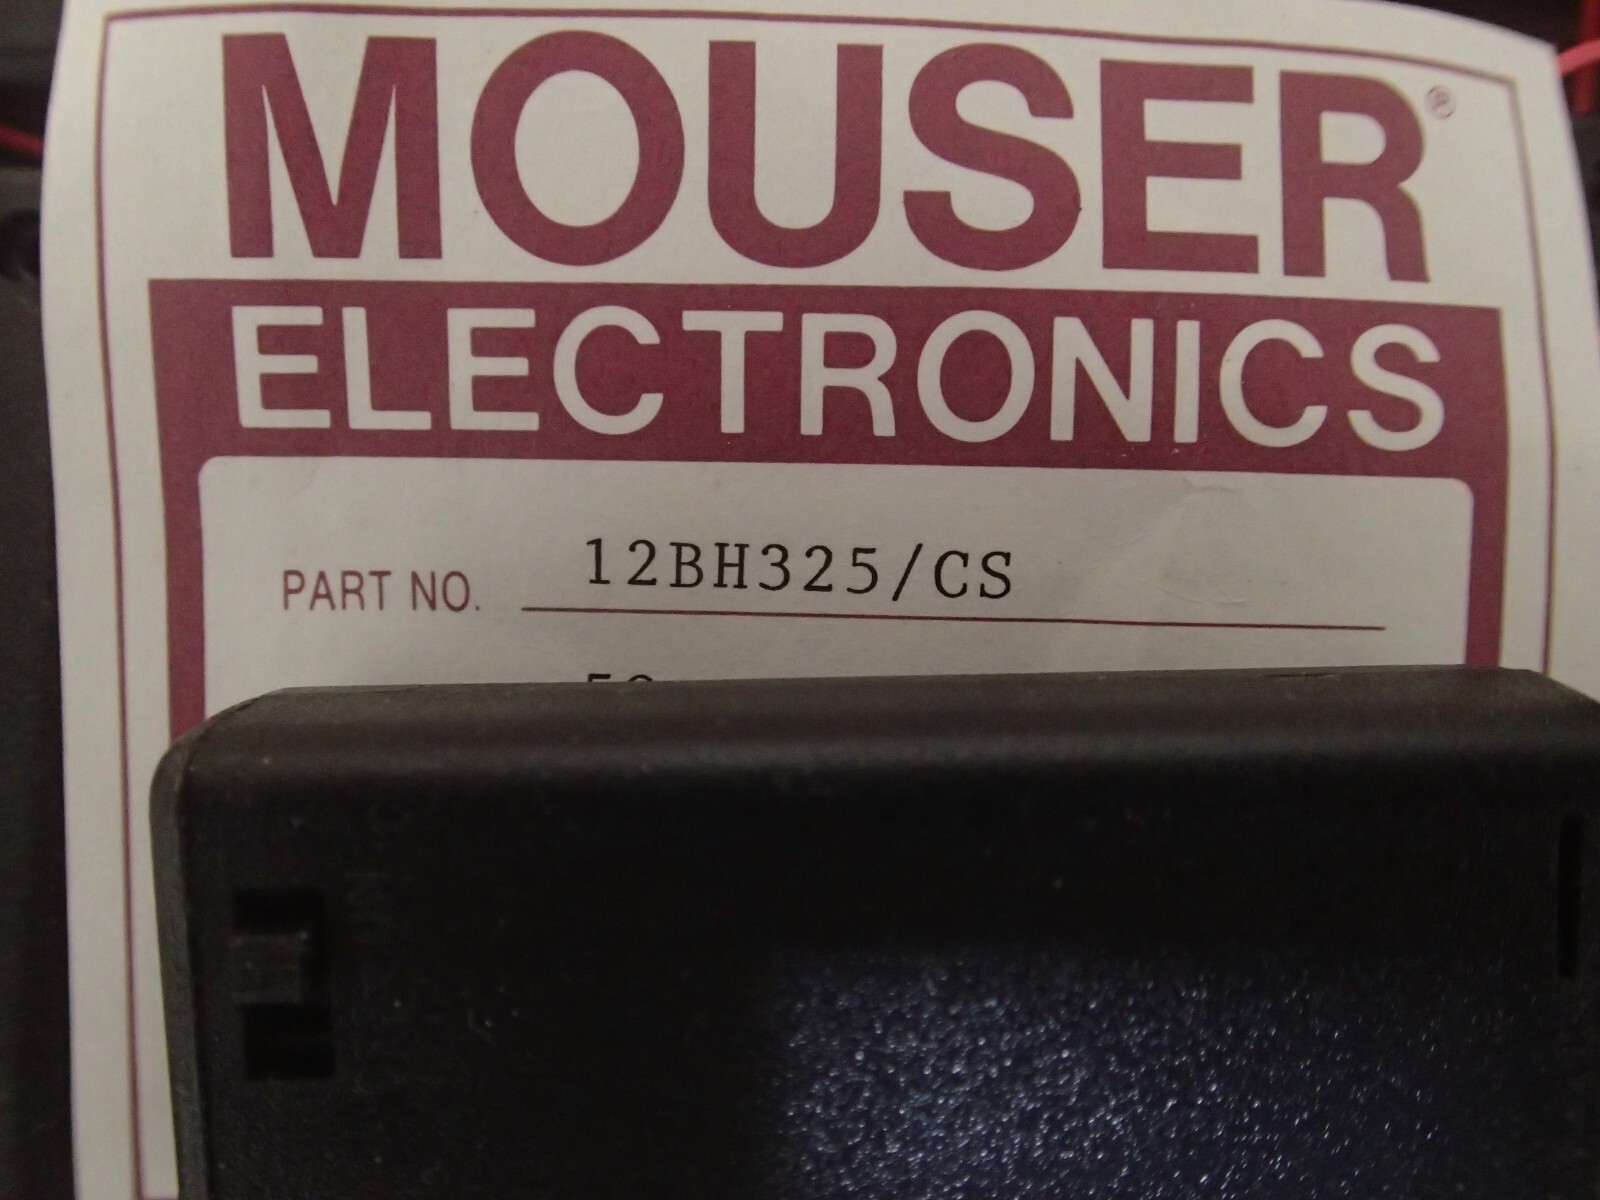 MOUSER®
ELECTRONICS
PART NO. 12BH325/CS